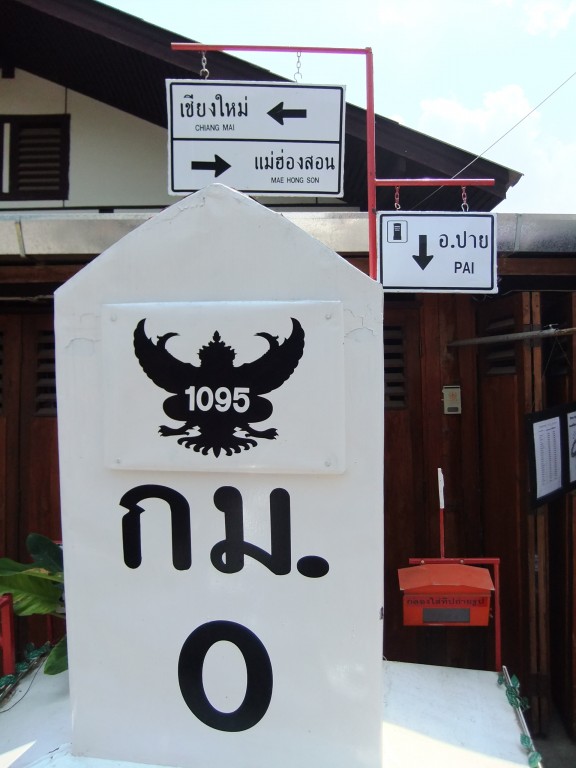 เชียงใหม่
CHIANG MAI
แม่ฮ่องสอน
MAE HONG SON
อ.ปาย
PAI
1095
กม.
0